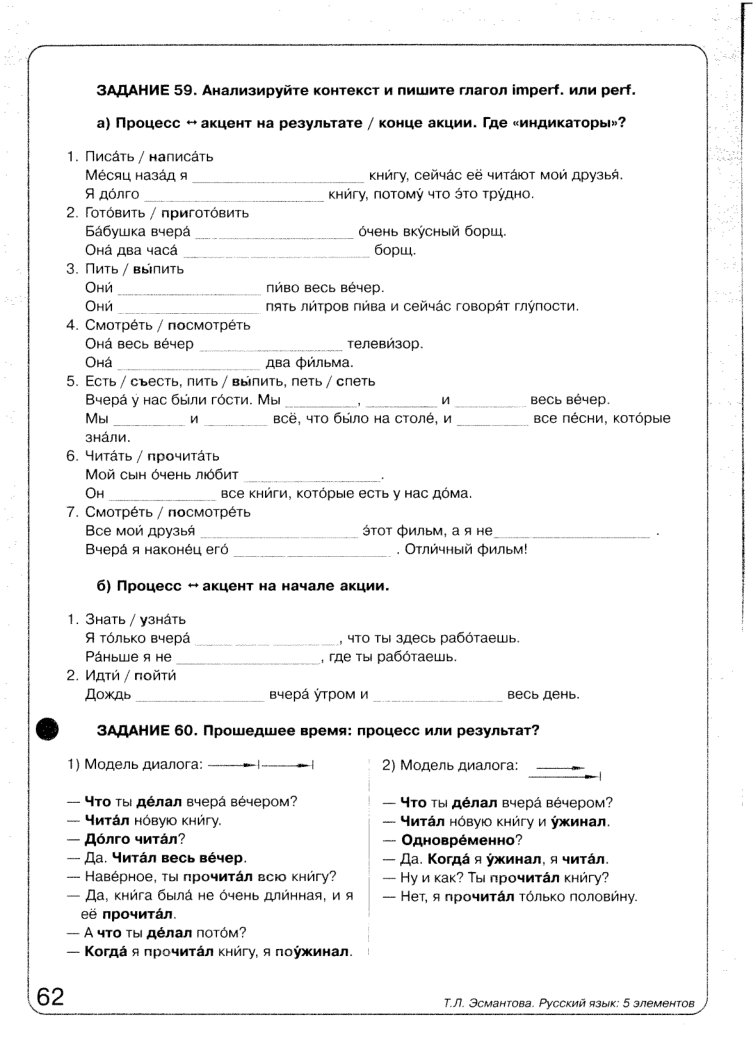 ЗАДАНИЕ 59. Анализируйте контекст и пишите глагол imperf. или perf.
а) Процесс ↔ акцент на результате / конце акции. Где «индикаторы»?
1. Писа́ть / написа́ть
Ме́сяц наза́д я ____________ кни́гу, сейча́с её чита́ют мои́ друзья́.
Я до́лго ____________ кни́гу, потому́ что э́то тру́дно.
2. Гото́вить / пригото́вить
Ба́бушка вчера́ ____________ о́чень вку́сный борщ.
Она́ два часа́ ____________ борщ.
3. Пить / вы́пить
Они́ ____________ пи́во весь ве́чер.
Они́ ____________ пять ли́тров пи́ва и сейча́с говоря́т глу́пости.
4. Смотре́ть / посмотре́ть
Она́ весь ве́чер ____________ телеви́зор.
Она́ ____________ два фи́льма.
5. Есть / съесть, пить / вы́пить, петь / спеть
Вчера́ у нас бы́ли го́сти. Мы ________, ________ и ________ весь ве́чер.
Мы ________ и ________ всё, что бы́ло на столе́, и ________ все пе́сни, кото́рые
зна́ли.
6. Чита́ть / прочита́ть
Мой сын о́чень лю́бит ____________.
Он ____________ все кни́ги, кото́рые есть у нас до́ма.
7. Смотре́ть / посмотре́ть
Все мои́ друзья́ ____________ э́тот фильм, а я не____________ .
Вчера́ я наконе́ц его́ ____________ . Отли́чный фильм!
б) Процесс ↔ акцент на начале акции.
1. Знать / узна́ть
Я то́лько вчера́ ____________, что ты здесь рабо́таешь.
Ра́ньше я не ____________, где ты рабо́таешь.
2. Идти́ / пойти́
Дождь ____________ вчера́ у́тром и ____________ весь день.
ЗАДАНИЕ 60. Прошедшее время: процесс или результат?
1) Модель диалога:
— Что ты де́лал вчера́ ве́чером?
— Чита́л но́вую кни́гу.
— До́лго чита́л?
— Да. Чита́л весь ве́чер.
— Наве́рное, ты прочита́л всю кни́гу?
— Да, кни́га была́ не о́чень дли́нная, и я
её прочита́л.
— А что ты де́лал пото́м?
— Когда́ я прочита́л кни́гу, я поу́жинал.
2) Модель диалога:
— Что ты де́лал вчера́ ве́чером?
— Чита́л но́вую кни́гу и у́жинал.
— Одновре́менно?
— Да. Когда́ я у́жинал, я чита́л.
— Ну и как? Ты прочита́л кни́гу?
— Нет, я прочита́л то́лько полови́ну.
62
Т.Л. Эсмантова. Русский язык: 5 элементов